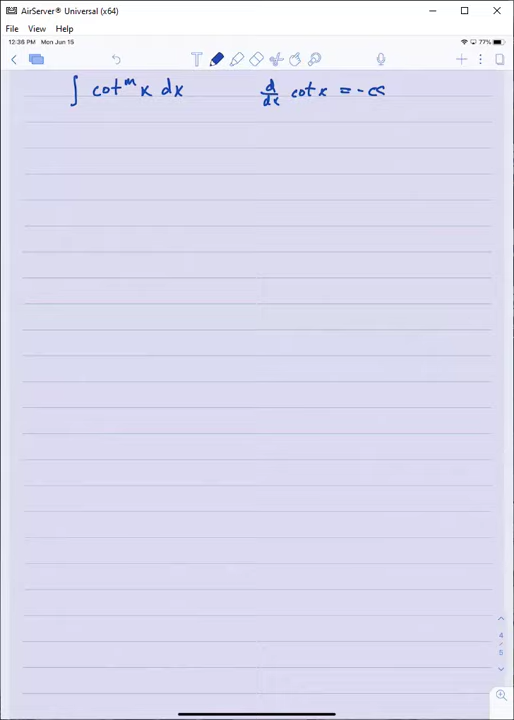 AirServer® Universal (x64)
File View Help
12:36 PM Mon Jun 15 77%
T
∫ cotᵐ x dx d/dx cot x = -cs
4
5